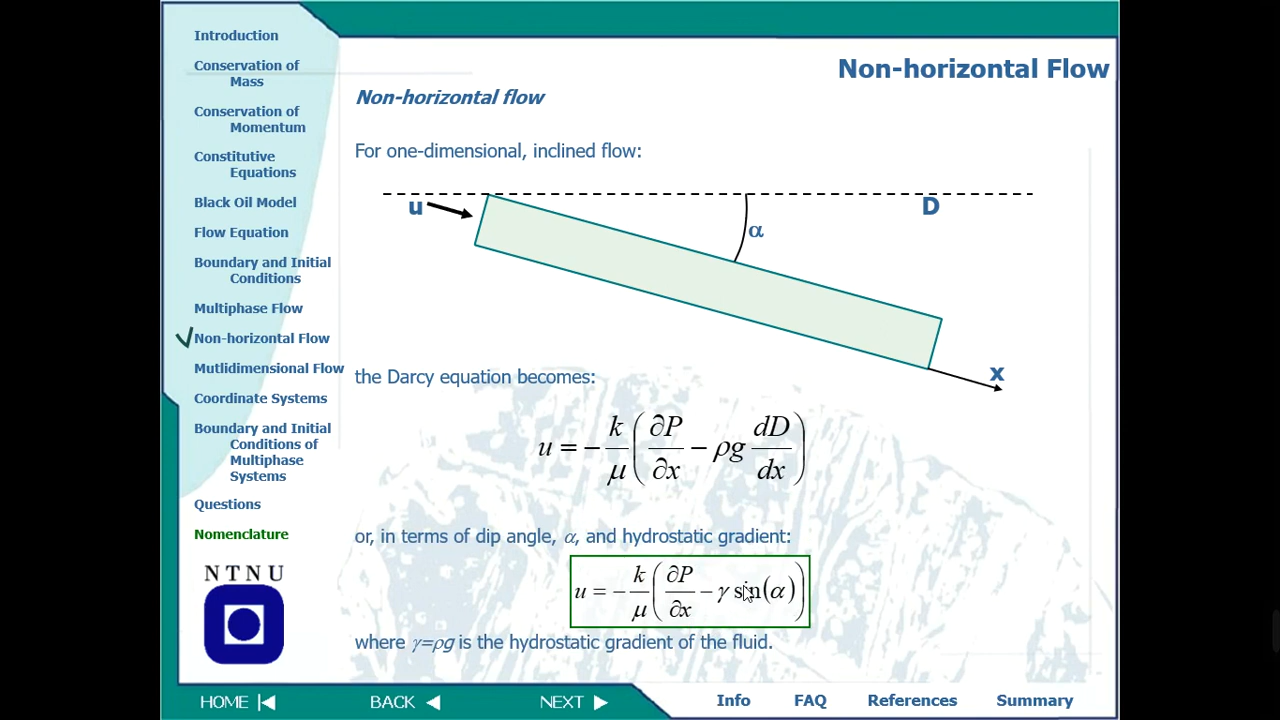 Introduction
Conservation of
Mass
Conservation of
Momentum
Constitutive
Equations
Black Oil Model
Flow Equation
Boundary and Initial
Conditions
Multiphase Flow
Non-horizontal Flow
Mutlidimensional Flow
Coordinate Systems
Boundary and Initial
Conditions of
Multiphase
Systems
Questions
Nomenclature
NTNU
Non-horizontal Flow
Non-horizontal flow
For one-dimensional, inclined flow:
u
D
α
x
the Darcy equation becomes:
u = −k/μ (∂P/∂x − ρg dD/dx)
or, in terms of dip angle, α, and hydrostatic gradient:
u = −k/μ (∂P/∂x − γ sin(α))
where γ=ρg is the hydrostatic gradient of the fluid.
HOME BACK NEXT Info FAQ References Summary